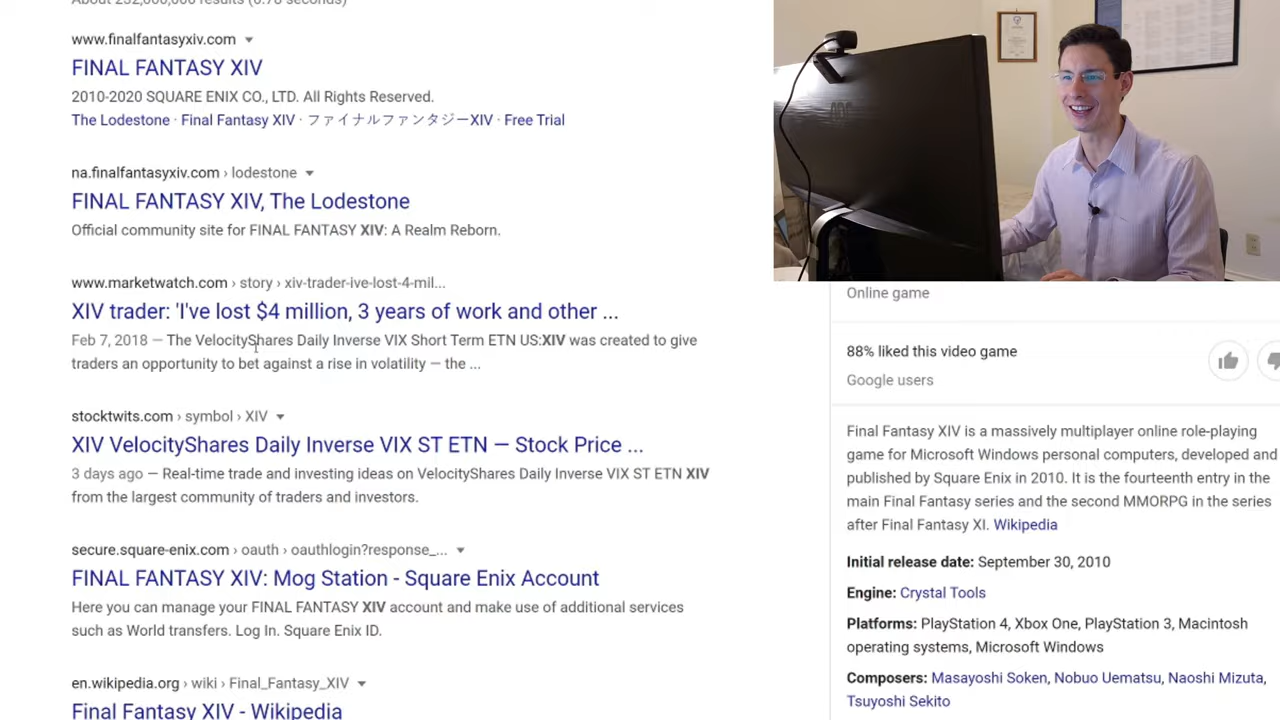 About 232,000,000 results (0.78 seconds)
www.finalfantasyxiv.com
FINAL FANTASY XIV
2010-2020 SQUARE ENIX CO., LTD. All Rights Reserved.
The Lodestone · Final Fantasy XIV · ファイナルファンタジーXIV · Free Trial
na.finalfantasyxiv.com › lodestone
FINAL FANTASY XIV, The Lodestone
Official community site for FINAL FANTASY XIV: A Realm Reborn.
www.marketwatch.com › story › xiv-trader-ive-lost-4-mil...
XIV trader: 'I've lost $4 million, 3 years of work and other ...
Feb 7, 2018 — The VelocityShares Daily Inverse VIX Short Term ETN US:XIV was created to give
traders an opportunity to bet against a rise in volatility — the ...
stocktwits.com › symbol › XIV
XIV VelocityShares Daily Inverse VIX ST ETN — Stock Price ...
3 days ago — Real-time trade and investing ideas on VelocityShares Daily Inverse VIX ST ETN XIV
from the largest community of traders and investors.
secure.square-enix.com › oauth › oauthlogin?response_...
FINAL FANTASY XIV: Mog Station - Square Enix Account
Here you can manage your FINAL FANTASY XIV account and make use of additional services
such as World transfers. Log In. Square Enix ID.
en.wikipedia.org › wiki › Final_Fantasy_XIV
Final Fantasy XIV - Wikipedia
Online game
88% liked this video game
Google users
Final Fantasy XIV is a massively multiplayer online role-playing
game for Microsoft Windows personal computers, developed and
published by Square Enix in 2010. It is the fourteenth entry in the
main Final Fantasy series and the second MMORPG in the series
after Final Fantasy XI. Wikipedia
Initial release date: September 30, 2010
Engine: Crystal Tools
Platforms: PlayStation 4, Xbox One, PlayStation 3, Macintosh
operating systems, Microsoft Windows
Composers: Masayoshi Soken, Nobuo Uematsu, Naoshi Mizuta,
Tsuyoshi Sekito